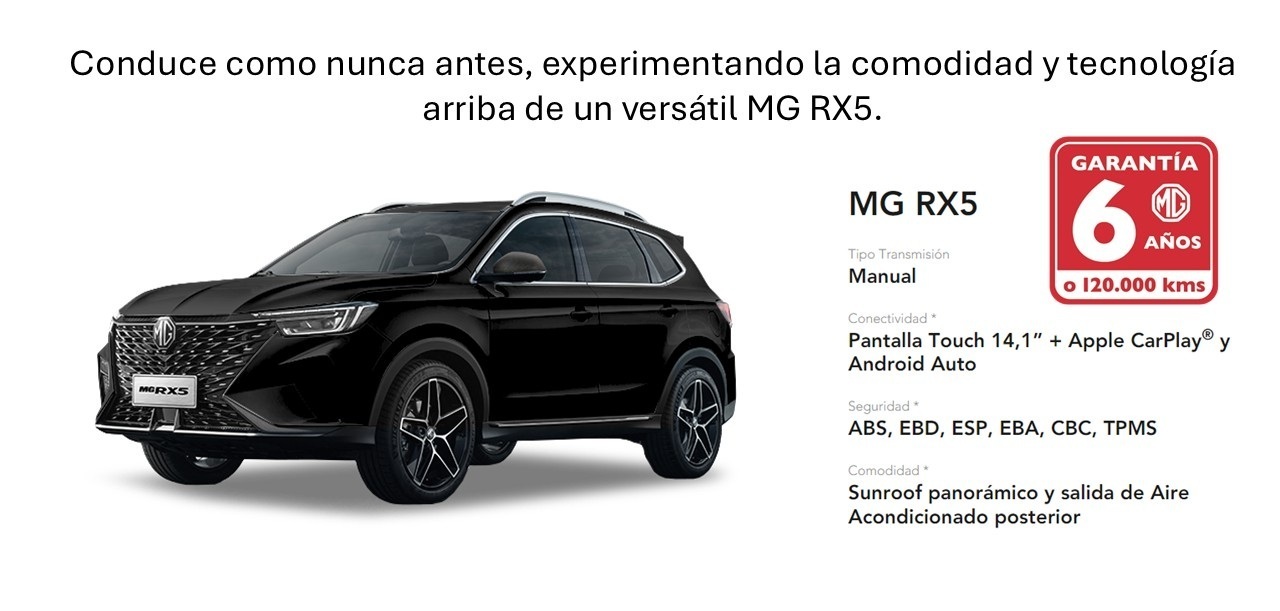 Conduce como nunca antes, experimentando la comodidad y tecnología
arriba de un versátil MG RX5.
GARANTÍA
6
MG
AÑOS
o 120.000 kms
MG RX5
Tipo Transmisión
Manual
Conectividad *
Pantalla Touch 14,1” + Apple CarPlay® y
Android Auto
Seguridad *
ABS, EBD, ESP, EBA, CBC, TPMS
Comodidad *
Sunroof panorámico y salida de Aire
Acondicionado posterior
MG
MGRX5